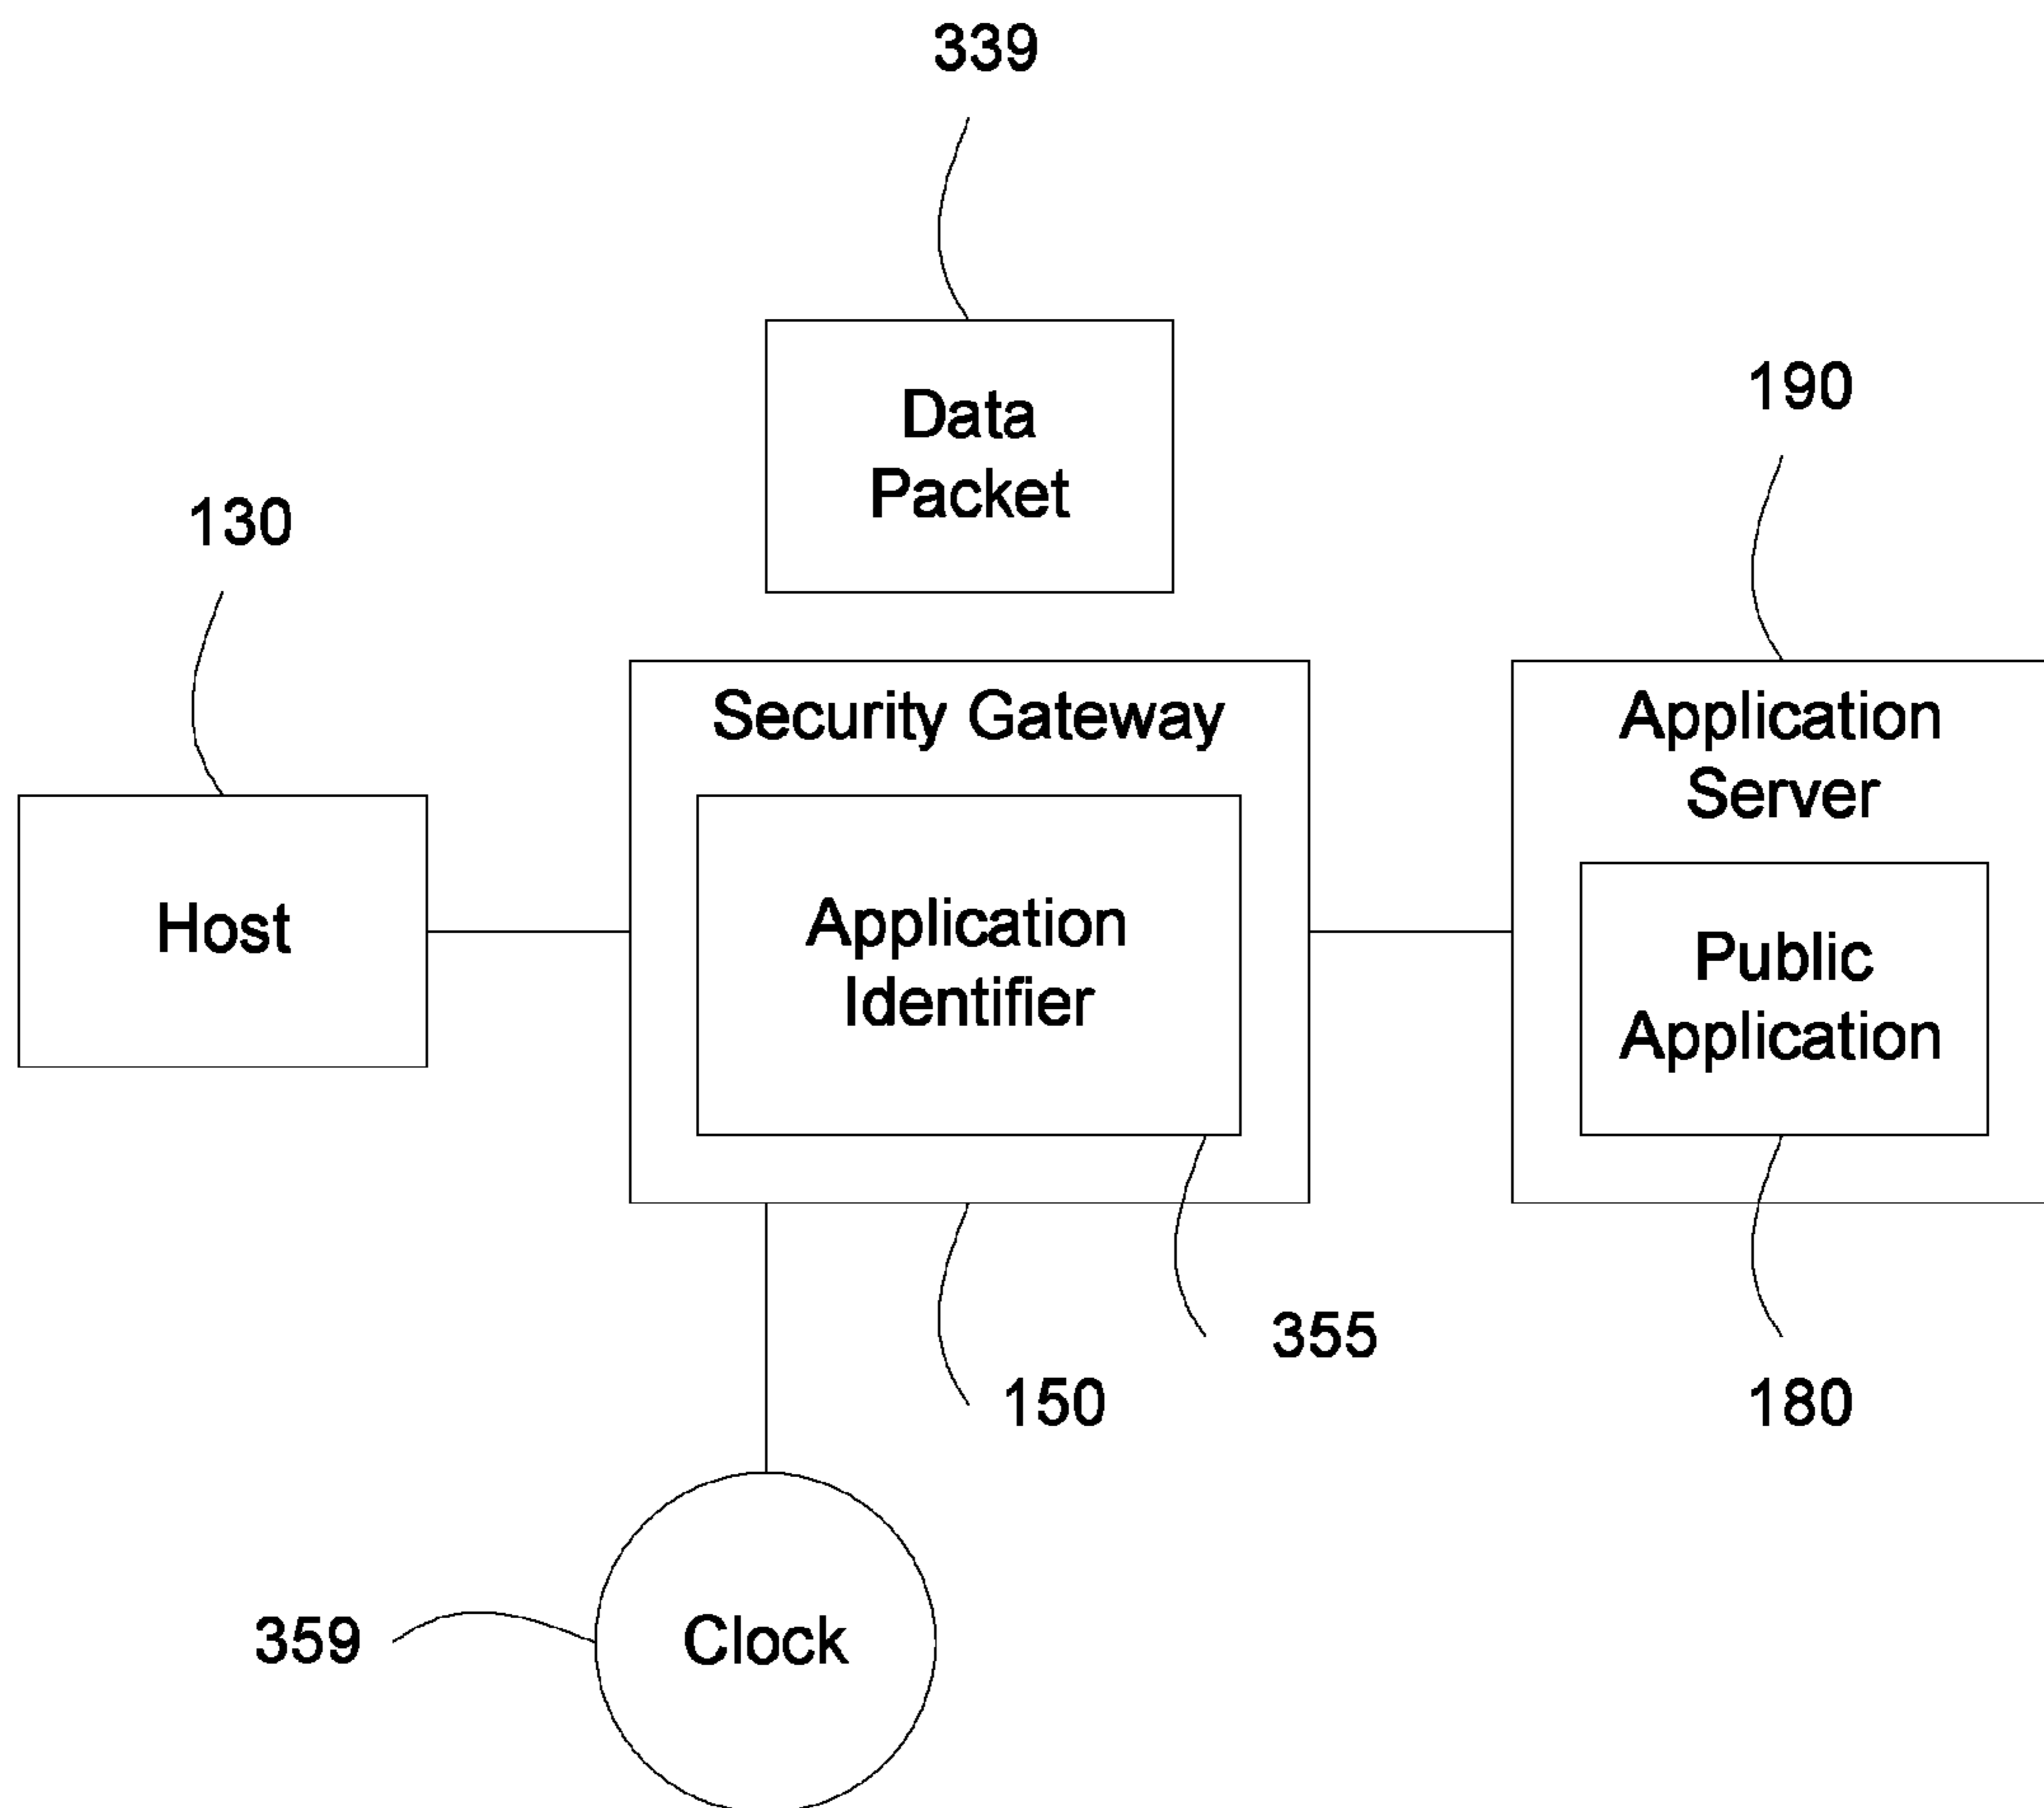 339
Data
Packet
190
130
Security Gateway
Application
Server
Host
Application
Identifier
Public
Application
355
150
180
359
Clock